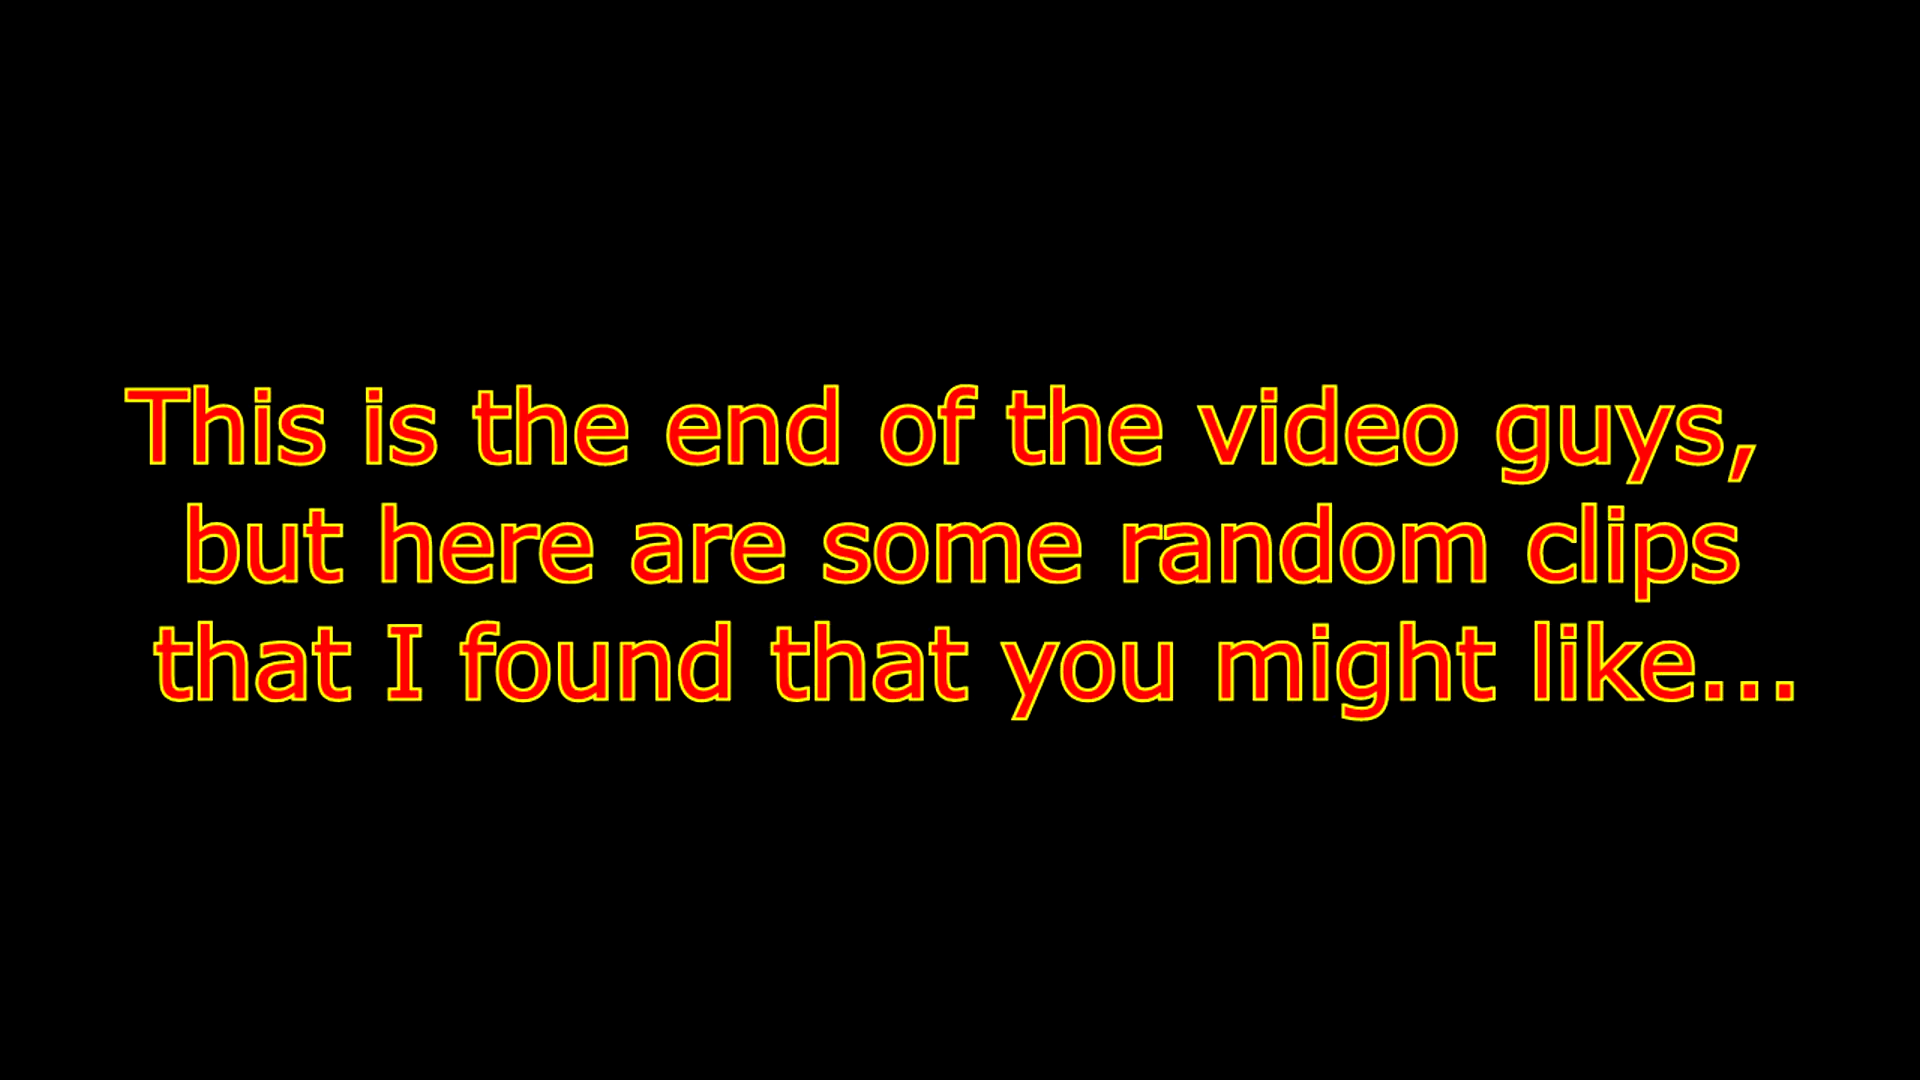 This is the end of the video guys,
but here are some random clips
that I found that you might like...